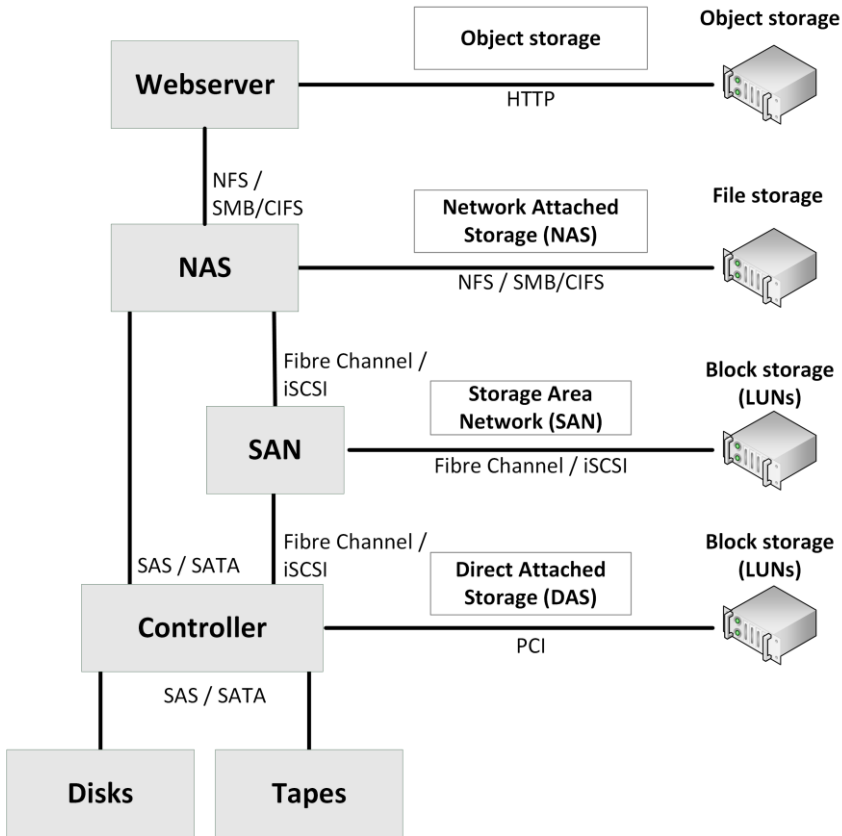 Object storage
Object storage
Webserver
HTTP
NFS /
SMB/CIFS
Network Attached
Storage (NAS)
File storage
NAS
NFS / SMB/CIFS
Fibre Channel /
iSCSI
Storage Area
Network (SAN)
Block storage
(LUNs)
SAN
Fibre Channel / iSCSI
SAS / SATA
Fibre Channel /
iSCSI
Direct Attached
Storage (DAS)
Block storage
(LUNs)
Controller
PCI
SAS / SATA
Disks
Tapes